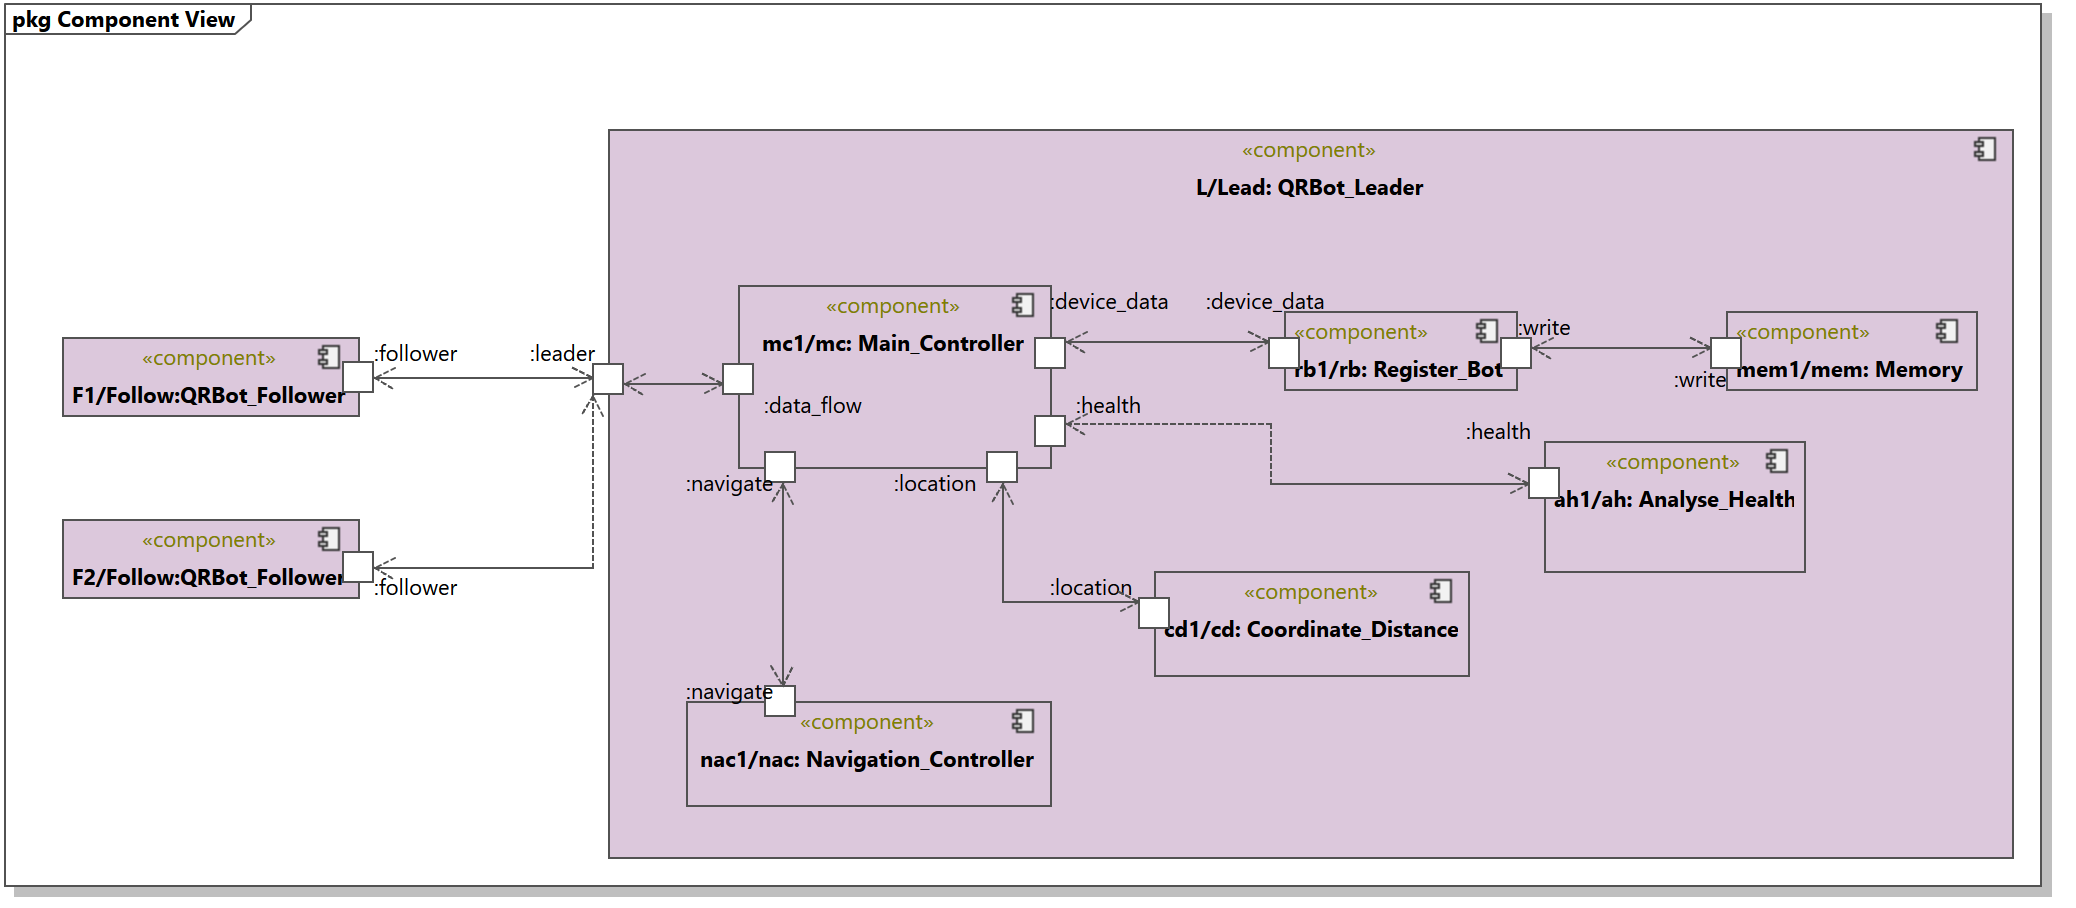 pkg Component View
«component»
L/Lead: QRBot_Leader
«component»
mc1/mc: Main_Controller
:device_data
:device_data
«component»
rb1/rb: Register_Bot
:write
«component»
mem1/mem: Memory
:write
«component»
F1/Follow:QRBot_Follower
:follower
:leader
:data_flow
:health
:health
«component»
ah1/ah: Analyse_Health
:navigate
:location
«component»
F2/Follow:QRBot_Follower
:follower
:location
«component»
cd1/cd: Coordinate_Distance
:navigate
«component»
nac1/nac: Navigation_Controller